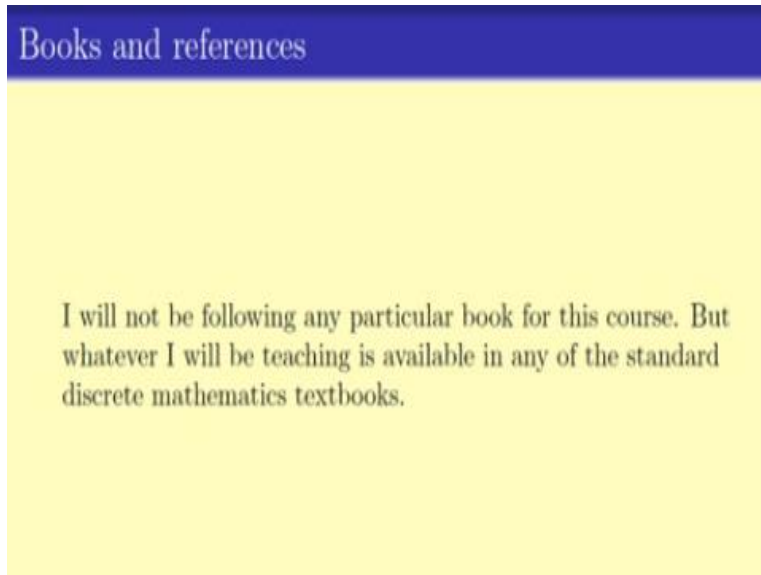 Books and references
I will not be following any particular book for this course. But
whatever I will be teaching is available in any of the standard
discrete mathematics textbooks.